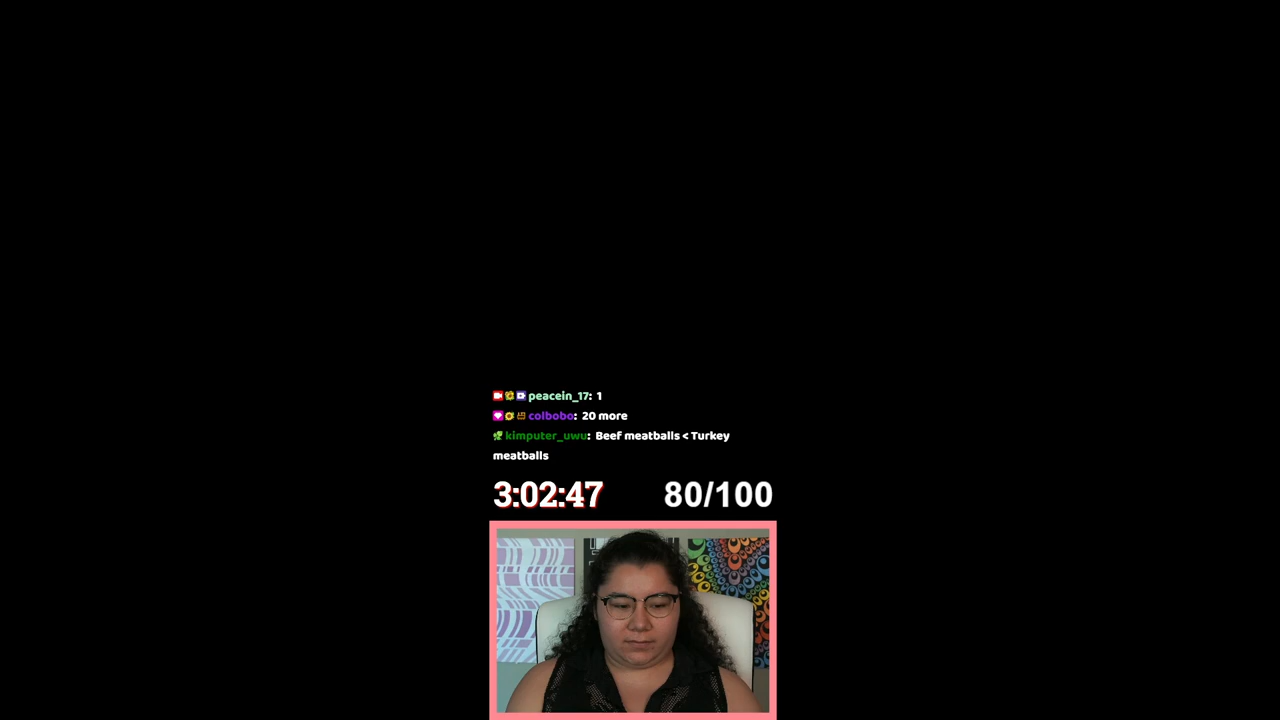 peacein_17: 1
colbobo: 20 more
kimputer_uwu: Beef meatballs < Turkey
meatballs
3:02:47 80/100